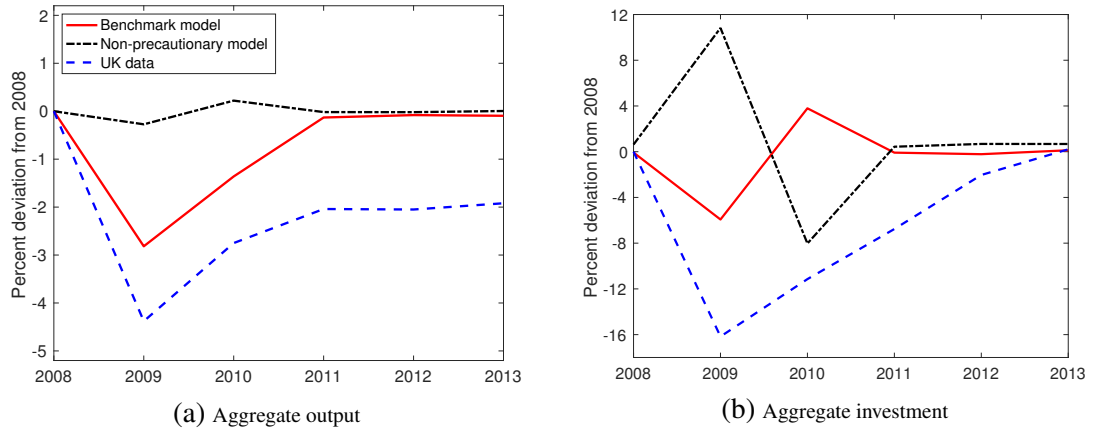 Percent deviation from 2008
2
1
0
-1
-2
-3
-4
-5
Benchmark model
Non-precautionary model
UK data
2008 2009 2010 2011 2012 2013
(a) Aggregate output
Percent deviation from 2008
12
8
4
0
-4
-8
-12
-16
2008 2009 2010 2011 2012 2013
(b) Aggregate investment